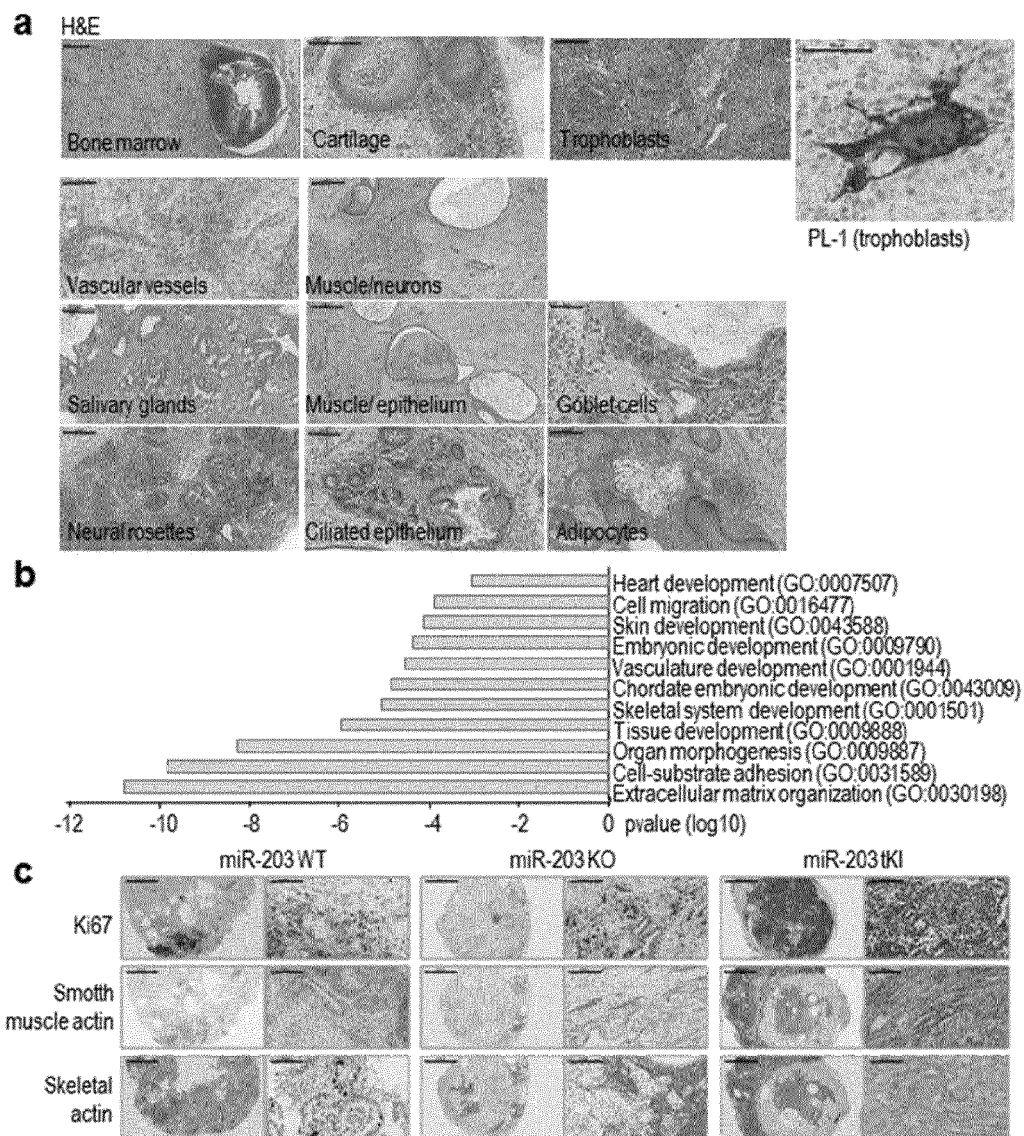 a
H&E
Bone marrow
Cartilage
Trophoblasts
PL-1 (trophoblasts)
Vascular vessels
Muscle/neurons
Salivary glands
Muscle/ epithelium
Goblet cells
Neural rosettes
Ciliated epithelium
Adipocytes
b
Heart development (GO:0007507)
Cell migration (GO:0016477)
Skin development (GO:0043588)
Embryonic development (GO:0009790)
Vasculature development (GO:0001944)
Chordate embryonic development (GO:0043009)
Skeletal system development (GO:0001501)
Tissue development (GO:0009888)
Organ morphogenesis (GO:0009887)
Cell-substrate adhesion (GO:0031589)
Extracellular matrix organization (GO:0030198)
-12 -10 -8 -6 -4 -2 0 pvalue (log10)
c
miR-203 WT miR-203 KO miR-203 tKI
Ki67
Smotth
muscle actin
Skeletal
actin